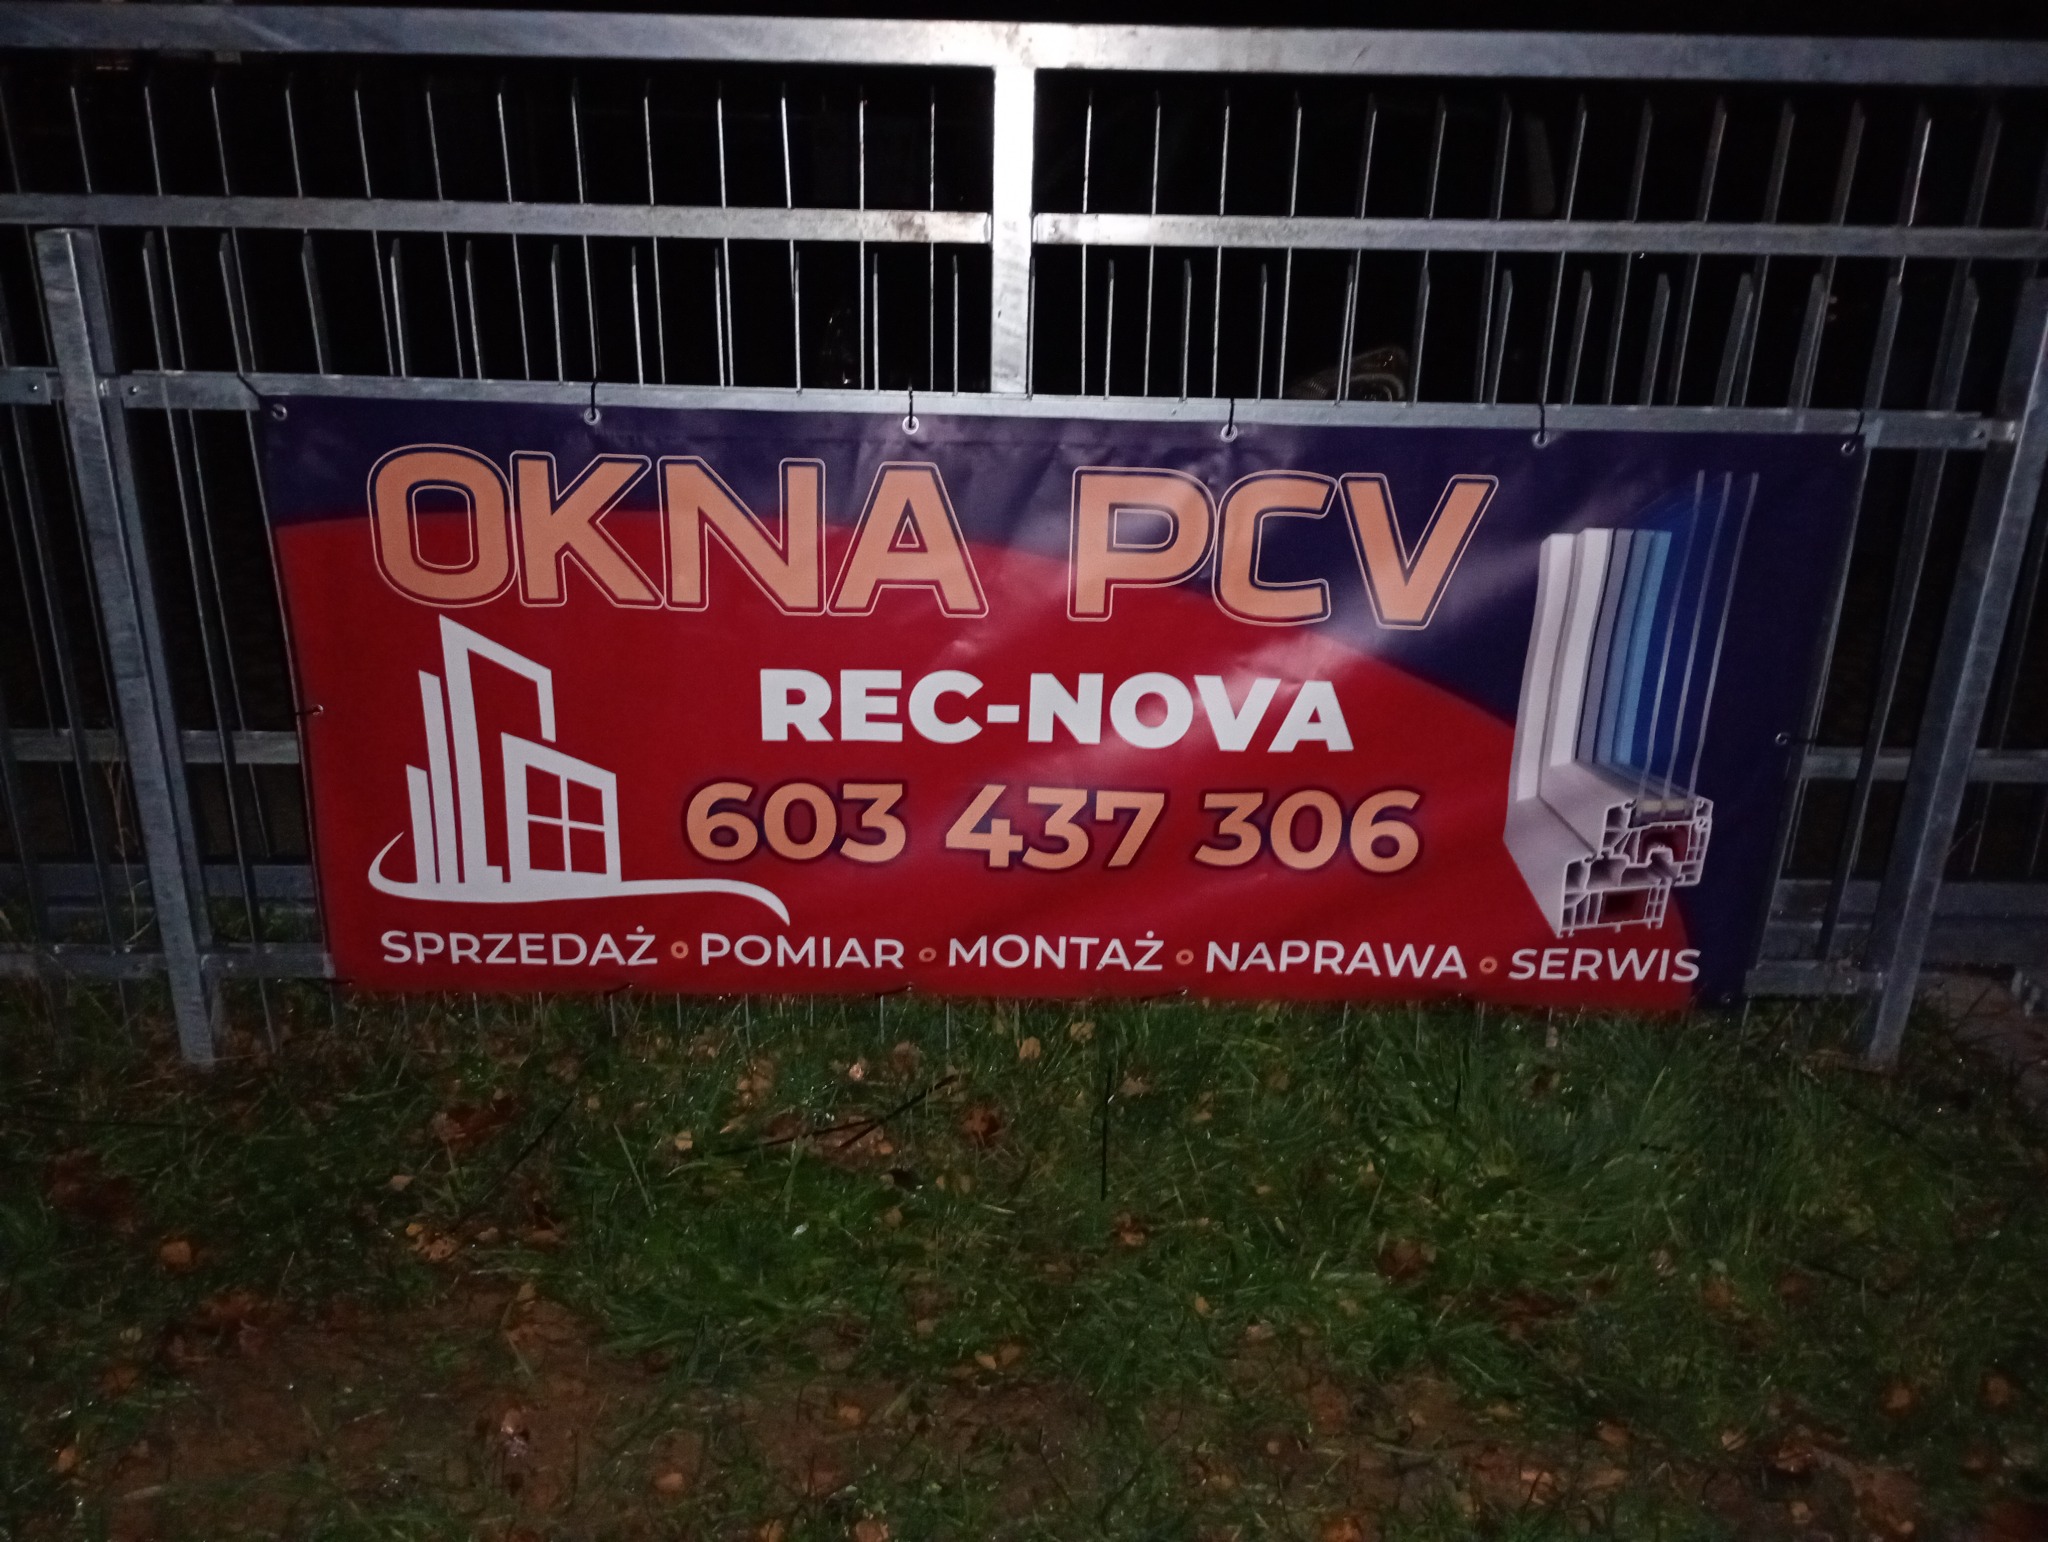 OKNA PCV
REC-NOVA
603 437 306
SPRZEDAŻ • POMIAR • MONTAŻ • NAPRAWA • SERWIS